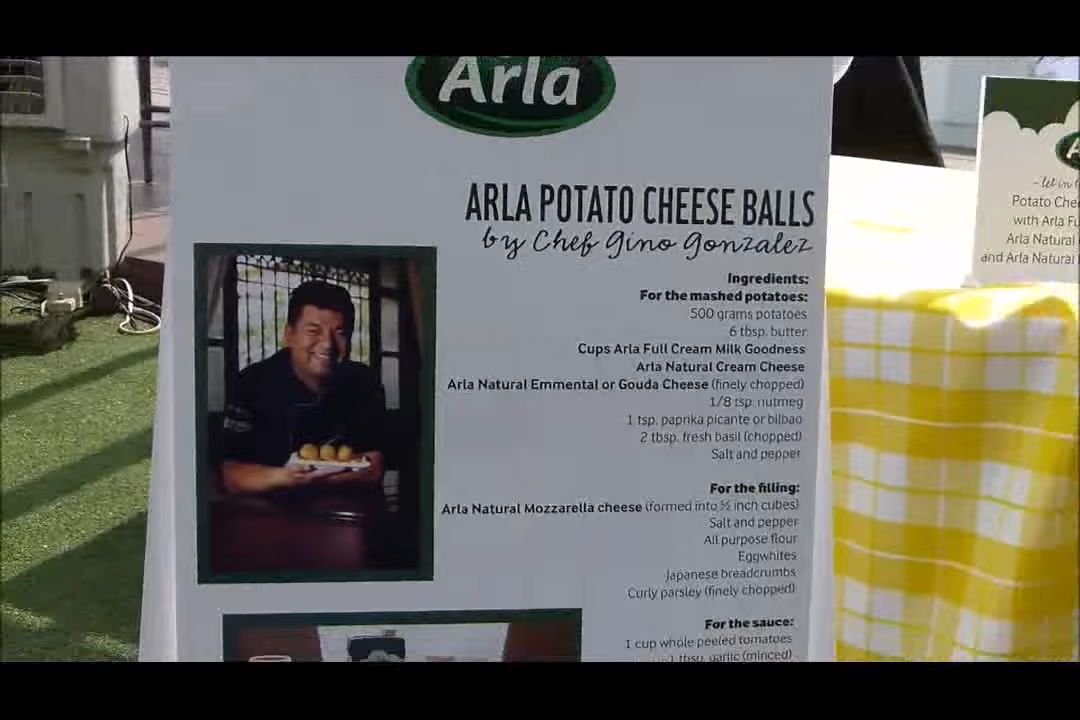 Arla
ARLA POTATO CHEESE BALLS
by Chef Gino Gonzalez
Ingredients:
For the mashed potatoes:
500 grams potatoes
6 tbsp. butter
Cups Arla Full Cream Milk Goodness
Arla Natural Cream Cheese
Arla Natural Emmental or Gouda Cheese (finely chopped)
1/8 tsp. nutmeg
1 tsp. paprika picante or bilbao
2 tbsp. fresh basil (chopped)
Salt and pepper
For the filling:
Arla Natural Mozzarella cheese (formed into ½ inch cubes)
Salt and pepper
All purpose flour
Eggwhites
Japanese breadcrumbs
Curly parsley (finely chopped)
For the sauce:
1 cup whole peeled tomatoes
1 tbsp. garlic (minced)
- let in
Potato Chee
with Arla Fu
Arla Natural
and Arla Natural